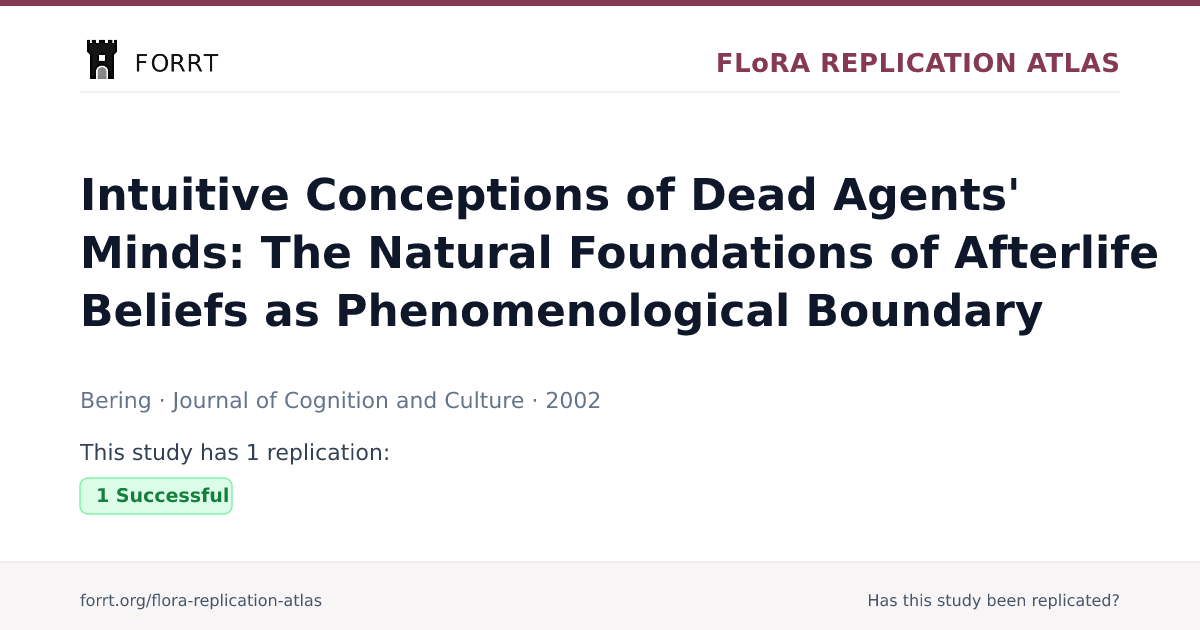 FORRT
FLoRA REPLICATION ATLAS
Intuitive Conceptions of Dead Agents'
Minds: The Natural Foundations of Afterlife
Beliefs as Phenomenological Boundary
Bering · Journal of Cognition and Culture · 2002
This study has 1 replication:
1 Successful
forrt.org/flora-replication-atlas
Has this study been replicated?